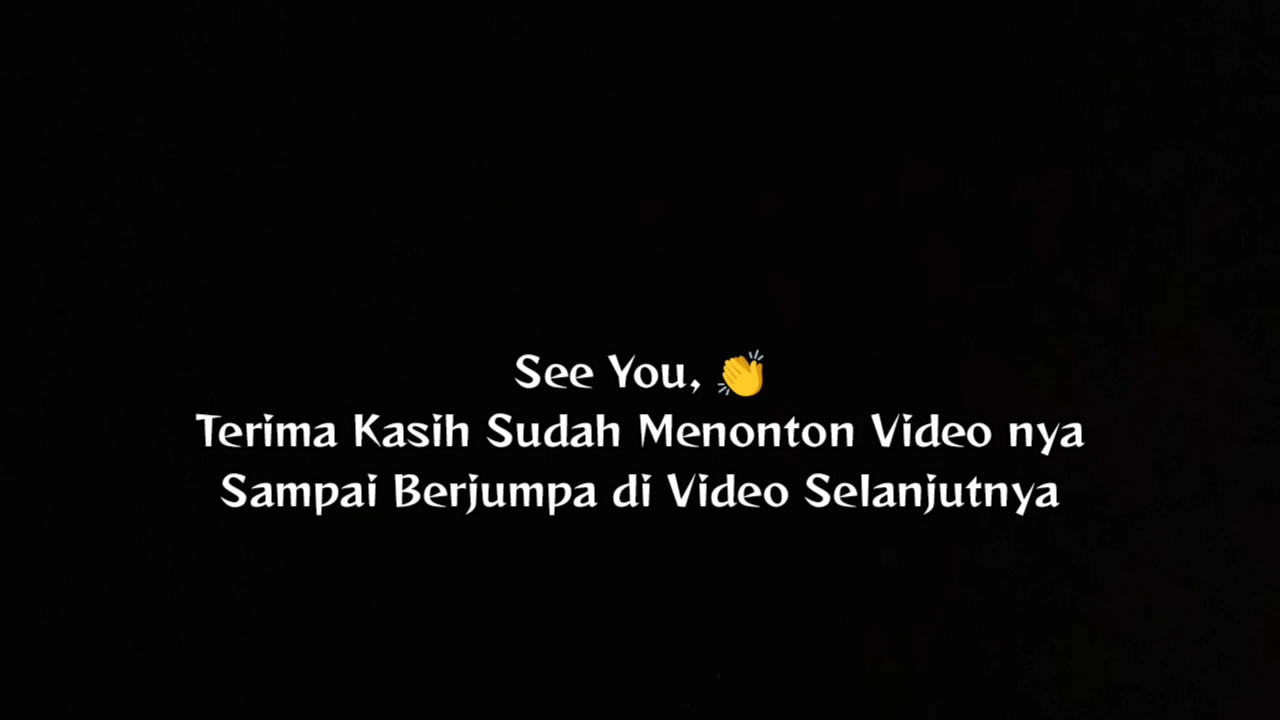 See You, 👏
Terima Kasih Sudah Menonton Video nya
Sampai Berjumpa di Video Selanjutnya